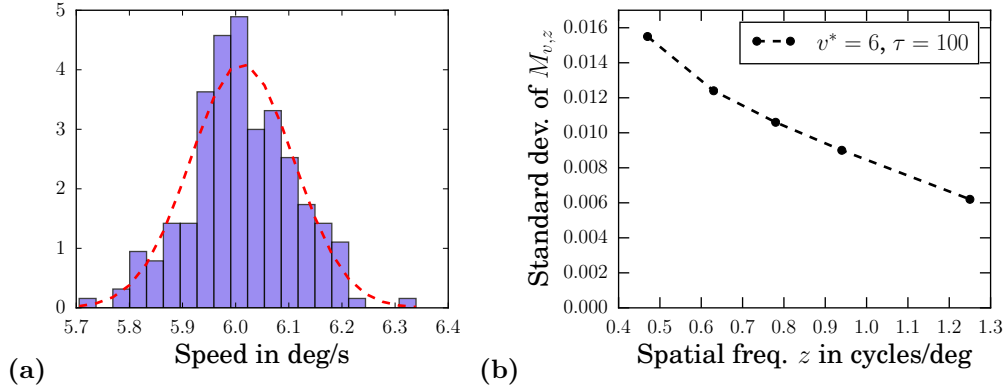 5
4
3
2
1
0
5.7 5.8 5.9 6.0 6.1 6.2 6.3 6.4
Speed in deg/s
(a)
Standard dev. of M_{v,z}
0.016
0.014
0.012
0.010
0.008
0.006
0.004
0.002
0.000
v* = 6, τ = 100
0.4 0.5 0.6 0.7 0.8 0.9 1.0 1.1 1.2 1.3
Spatial freq. z in cycles/deg
(b)